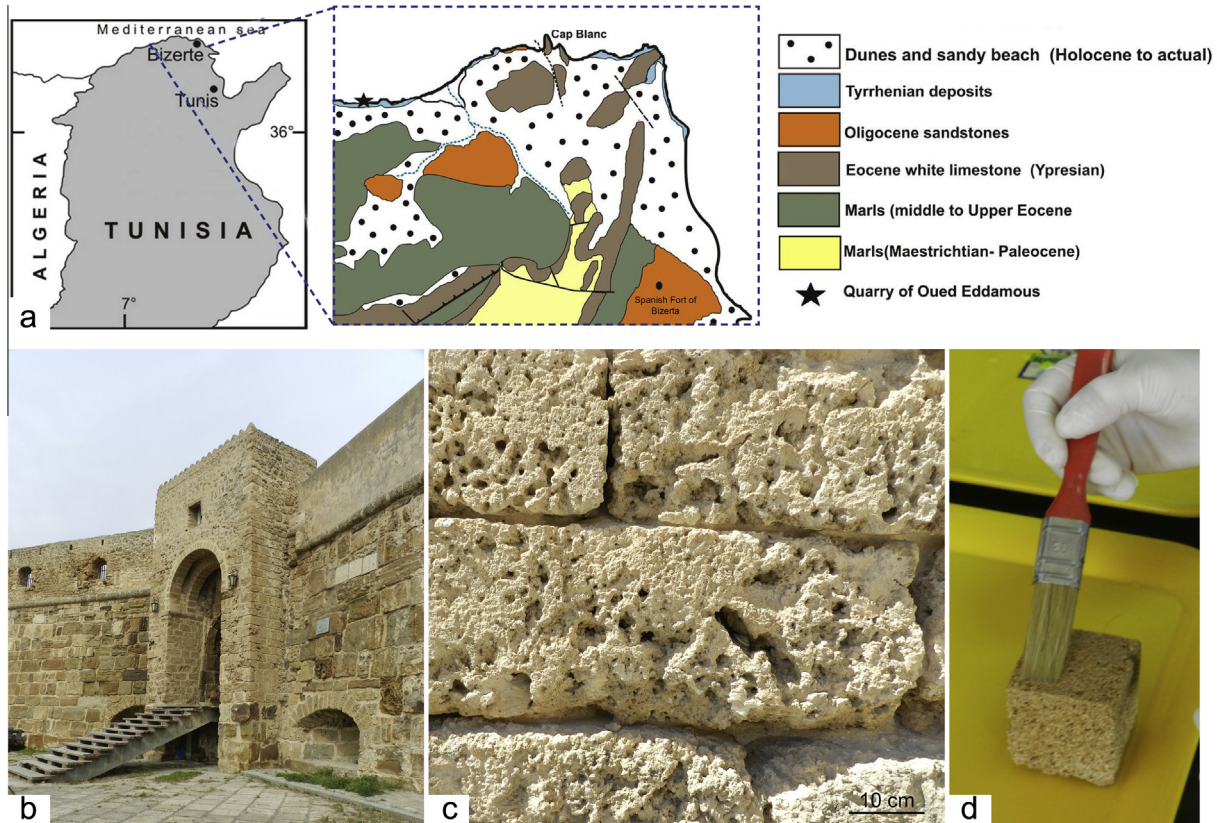 Mediterranean sea
Bizerte
Tunis
36°
ALGERIA
TUNISIA
7°
a
Cap Blanc
Spanish Fort of
Bizerta
Dunes and sandy beach (Holocene to actual)
Tyrrhenian deposits
Oligocene sandstones
Eocene white limestone (Ypresian)
Marls (middle to Upper Eocene
Marls(Maestrichtian- Paleocene)
Quarry of Oued Eddamous
b
c
10 cm
d